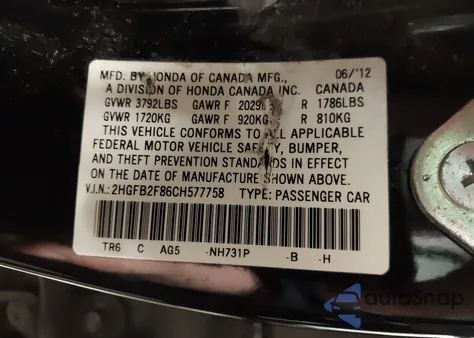 MFD. BY HONDA OF CANADA MFG., 06/'12
A DIVISION OF HONDA CANADA INC. CANADA
GVWR 3792LBS GAWR F 2029LBS R 1786LBS
GVWR 1720KG GAWR F 920KG R 810KG
THIS VEHICLE CONFORMS TO ALL APPLICABLE
FEDERAL MOTOR VEHICLE SAFETY, BUMPER,
AND THEFT PREVENTION STANDARDS IN EFFECT
ON THE DATE OF MANUFACTURE SHOWN ABOVE.
V.I.N.:2HGFB2F86CH577758 TYPE: PASSENGER CAR
TR6 C AG5 -NH731P -B -H
autoSnap